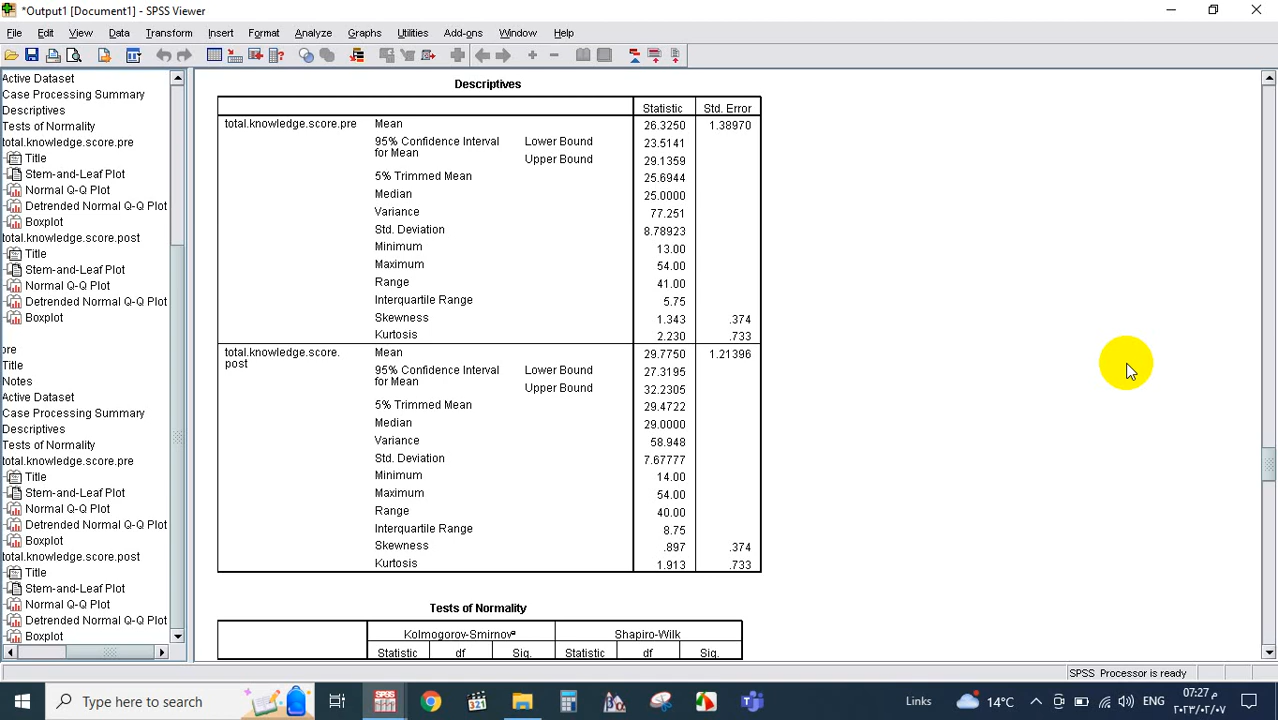 *Output1 [Document1] - SPSS Viewer
File Edit View Data Transform Insert Format Analyze Graphs Utilities Add-ons Window Help
Active Dataset
Case Processing Summary
Descriptives
Tests of Normality
total.knowledge.score.pre
Title
Stem-and-Leaf Plot
Normal Q-Q Plot
Detrended Normal Q-Q Plot
Boxplot
total.knowledge.score.post
Title
Stem-and-Leaf Plot
Normal Q-Q Plot
Detrended Normal Q-Q Plot
Boxplot
ore
Title
Notes
Active Dataset
Case Processing Summary
Descriptives
Tests of Normality
total.knowledge.score.pre
Title
Stem-and-Leaf Plot
Normal Q-Q Plot
Detrended Normal Q-Q Plot
Boxplot
total.knowledge.score.post
Title
Stem-and-Leaf Plot
Normal Q-Q Plot
Detrended Normal Q-Q Plot
Boxplot
Descriptives
Statistic Std. Error
total.knowledge.score.pre Mean 26.3250 1.38970
95% Confidence Interval Lower Bound 23.5141
for Mean Upper Bound 29.1359
5% Trimmed Mean 25.6944
Median 25.0000
Variance 77.251
Std. Deviation 8.78923
Minimum 13.00
Maximum 54.00
Range 41.00
Interquartile Range 5.75
Skewness 1.343 .374
Kurtosis 2.230 .733
total.knowledge.score. Mean 29.7750 1.21396
post
95% Confidence Interval Lower Bound 27.3195
for Mean Upper Bound 32.2305
5% Trimmed Mean 29.4722
Median 29.0000
Variance 58.948
Std. Deviation 7.67777
Minimum 14.00
Maximum 54.00
Range 40.00
Interquartile Range 8.75
Skewness .897 .374
Kurtosis 1.913 .733
Tests of Normality
Kolmogorov-Smirnovᵃ Shapiro-Wilk
Statistic df Sig. Statistic df Sig.
SPSS Processor is ready
Type here to search
321
Links
14°C
ENG
07:27 م
٢٠٢٣/٠٢/٠٧